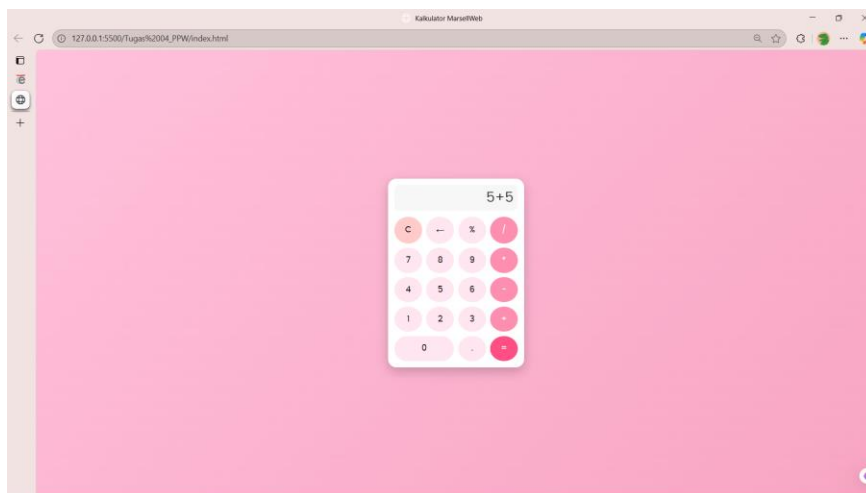 Kalkulator MarsellWeb
127.0.0.1:5500/Tugas%2004_PPW/index.html
5+5
C ← % /
7 8 9 *
4 5 6 -
1 2 3 +
0 . =